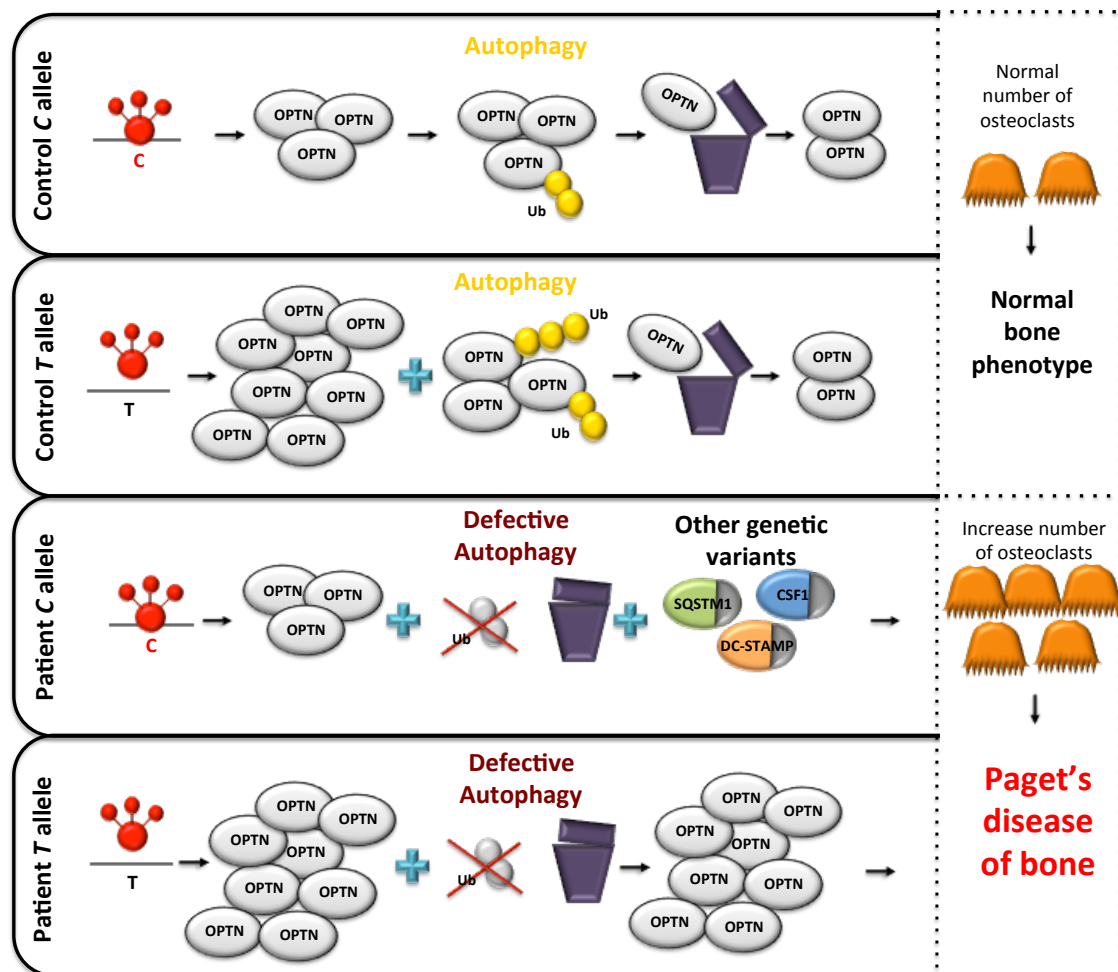 Control C allele
Autophagy
C
OPTN
OPTN
OPTN
OPTN
OPTN
OPTN
Ub
OPTN
OPTN
OPTN
Normal
number of
osteoclasts
Control T allele
Autophagy
T
OPTN
OPTN
OPTN
OPTN
OPTN
OPTN
OPTN
OPTN
OPTN
OPTN
OPTN
Ub
Ub
OPTN
OPTN
OPTN
Normal
bone
phenotype
Patient C allele
C
OPTN
OPTN
OPTN
Defective
Autophagy
Ub
Other genetic
variants
SQSTM1
CSF1
DC-STAMP
Increase number
of osteoclasts
Patient T allele
T
OPTN
OPTN
OPTN
OPTN
OPTN
OPTN
OPTN
OPTN
Defective
Autophagy
Ub
OPTN
OPTN
OPTN
OPTN
OPTN
OPTN
OPTN
OPTN
Paget’s
disease
of bone